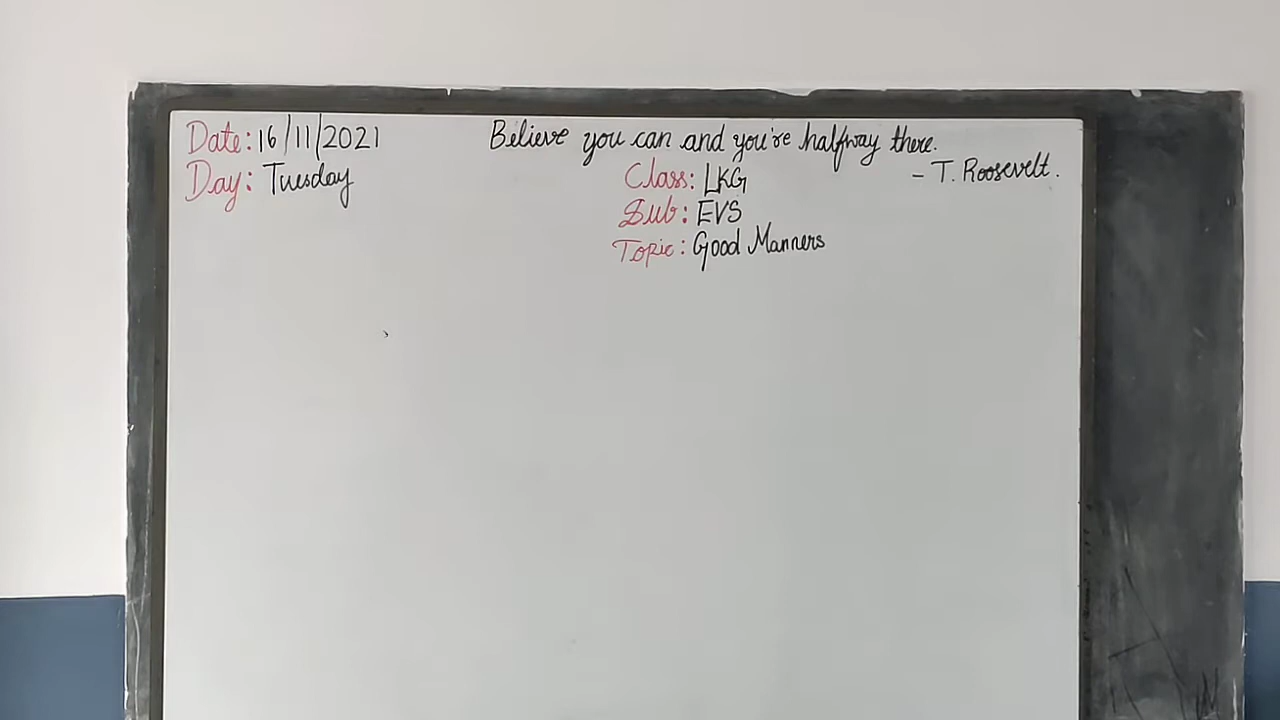 Date: 16/11/2021
Day: Tuesday
Believe you can and you're halfway there.
- T. Roosevelt.
Class: LKG
Sub: EVS
Topic: Good Manners